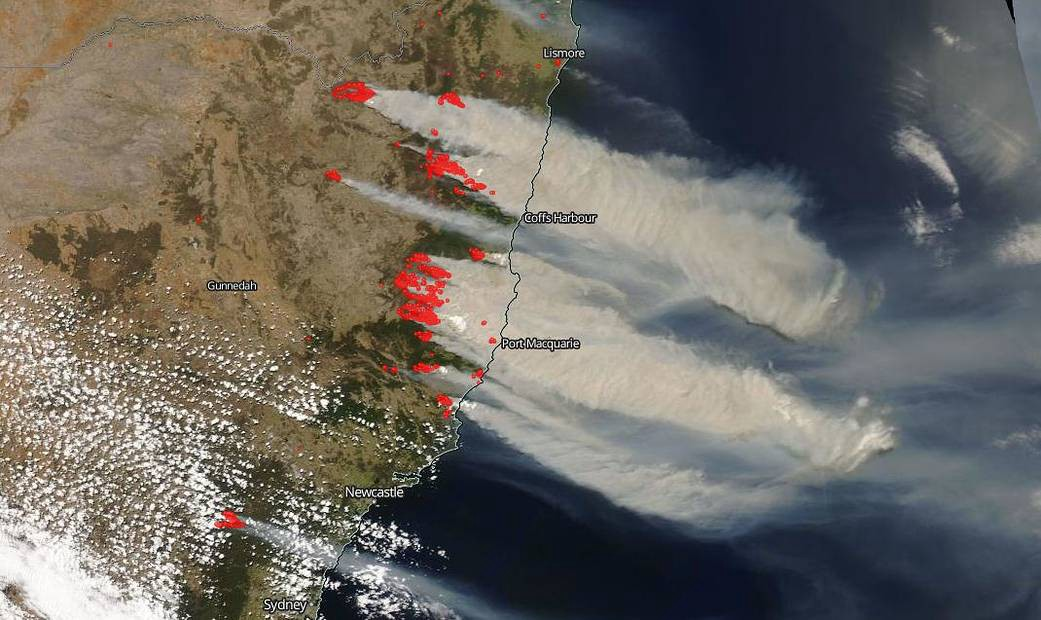 Lismore
Coffs Harbour
Gunnedah
Port Macquarie
Newcastle
Sydney